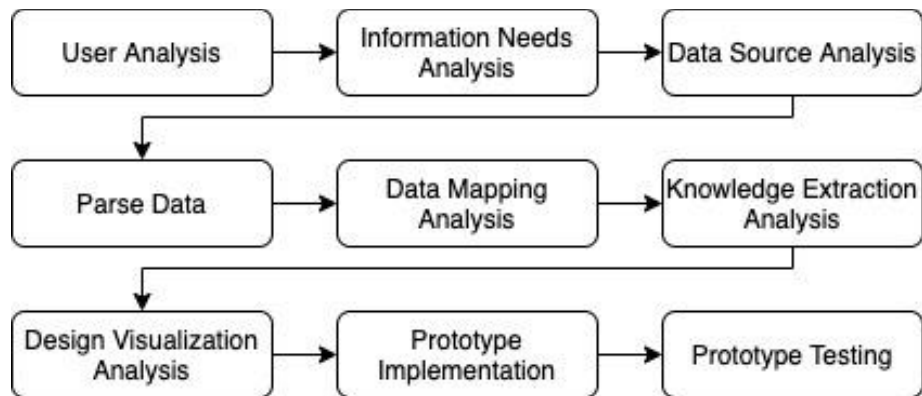 User Analysis
Information Needs
Analysis
Data Source Analysis
Parse Data
Data Mapping
Analysis
Knowledge Extraction
Analysis
Design Visualization
Analysis
Prototype
Implementation
Prototype Testing